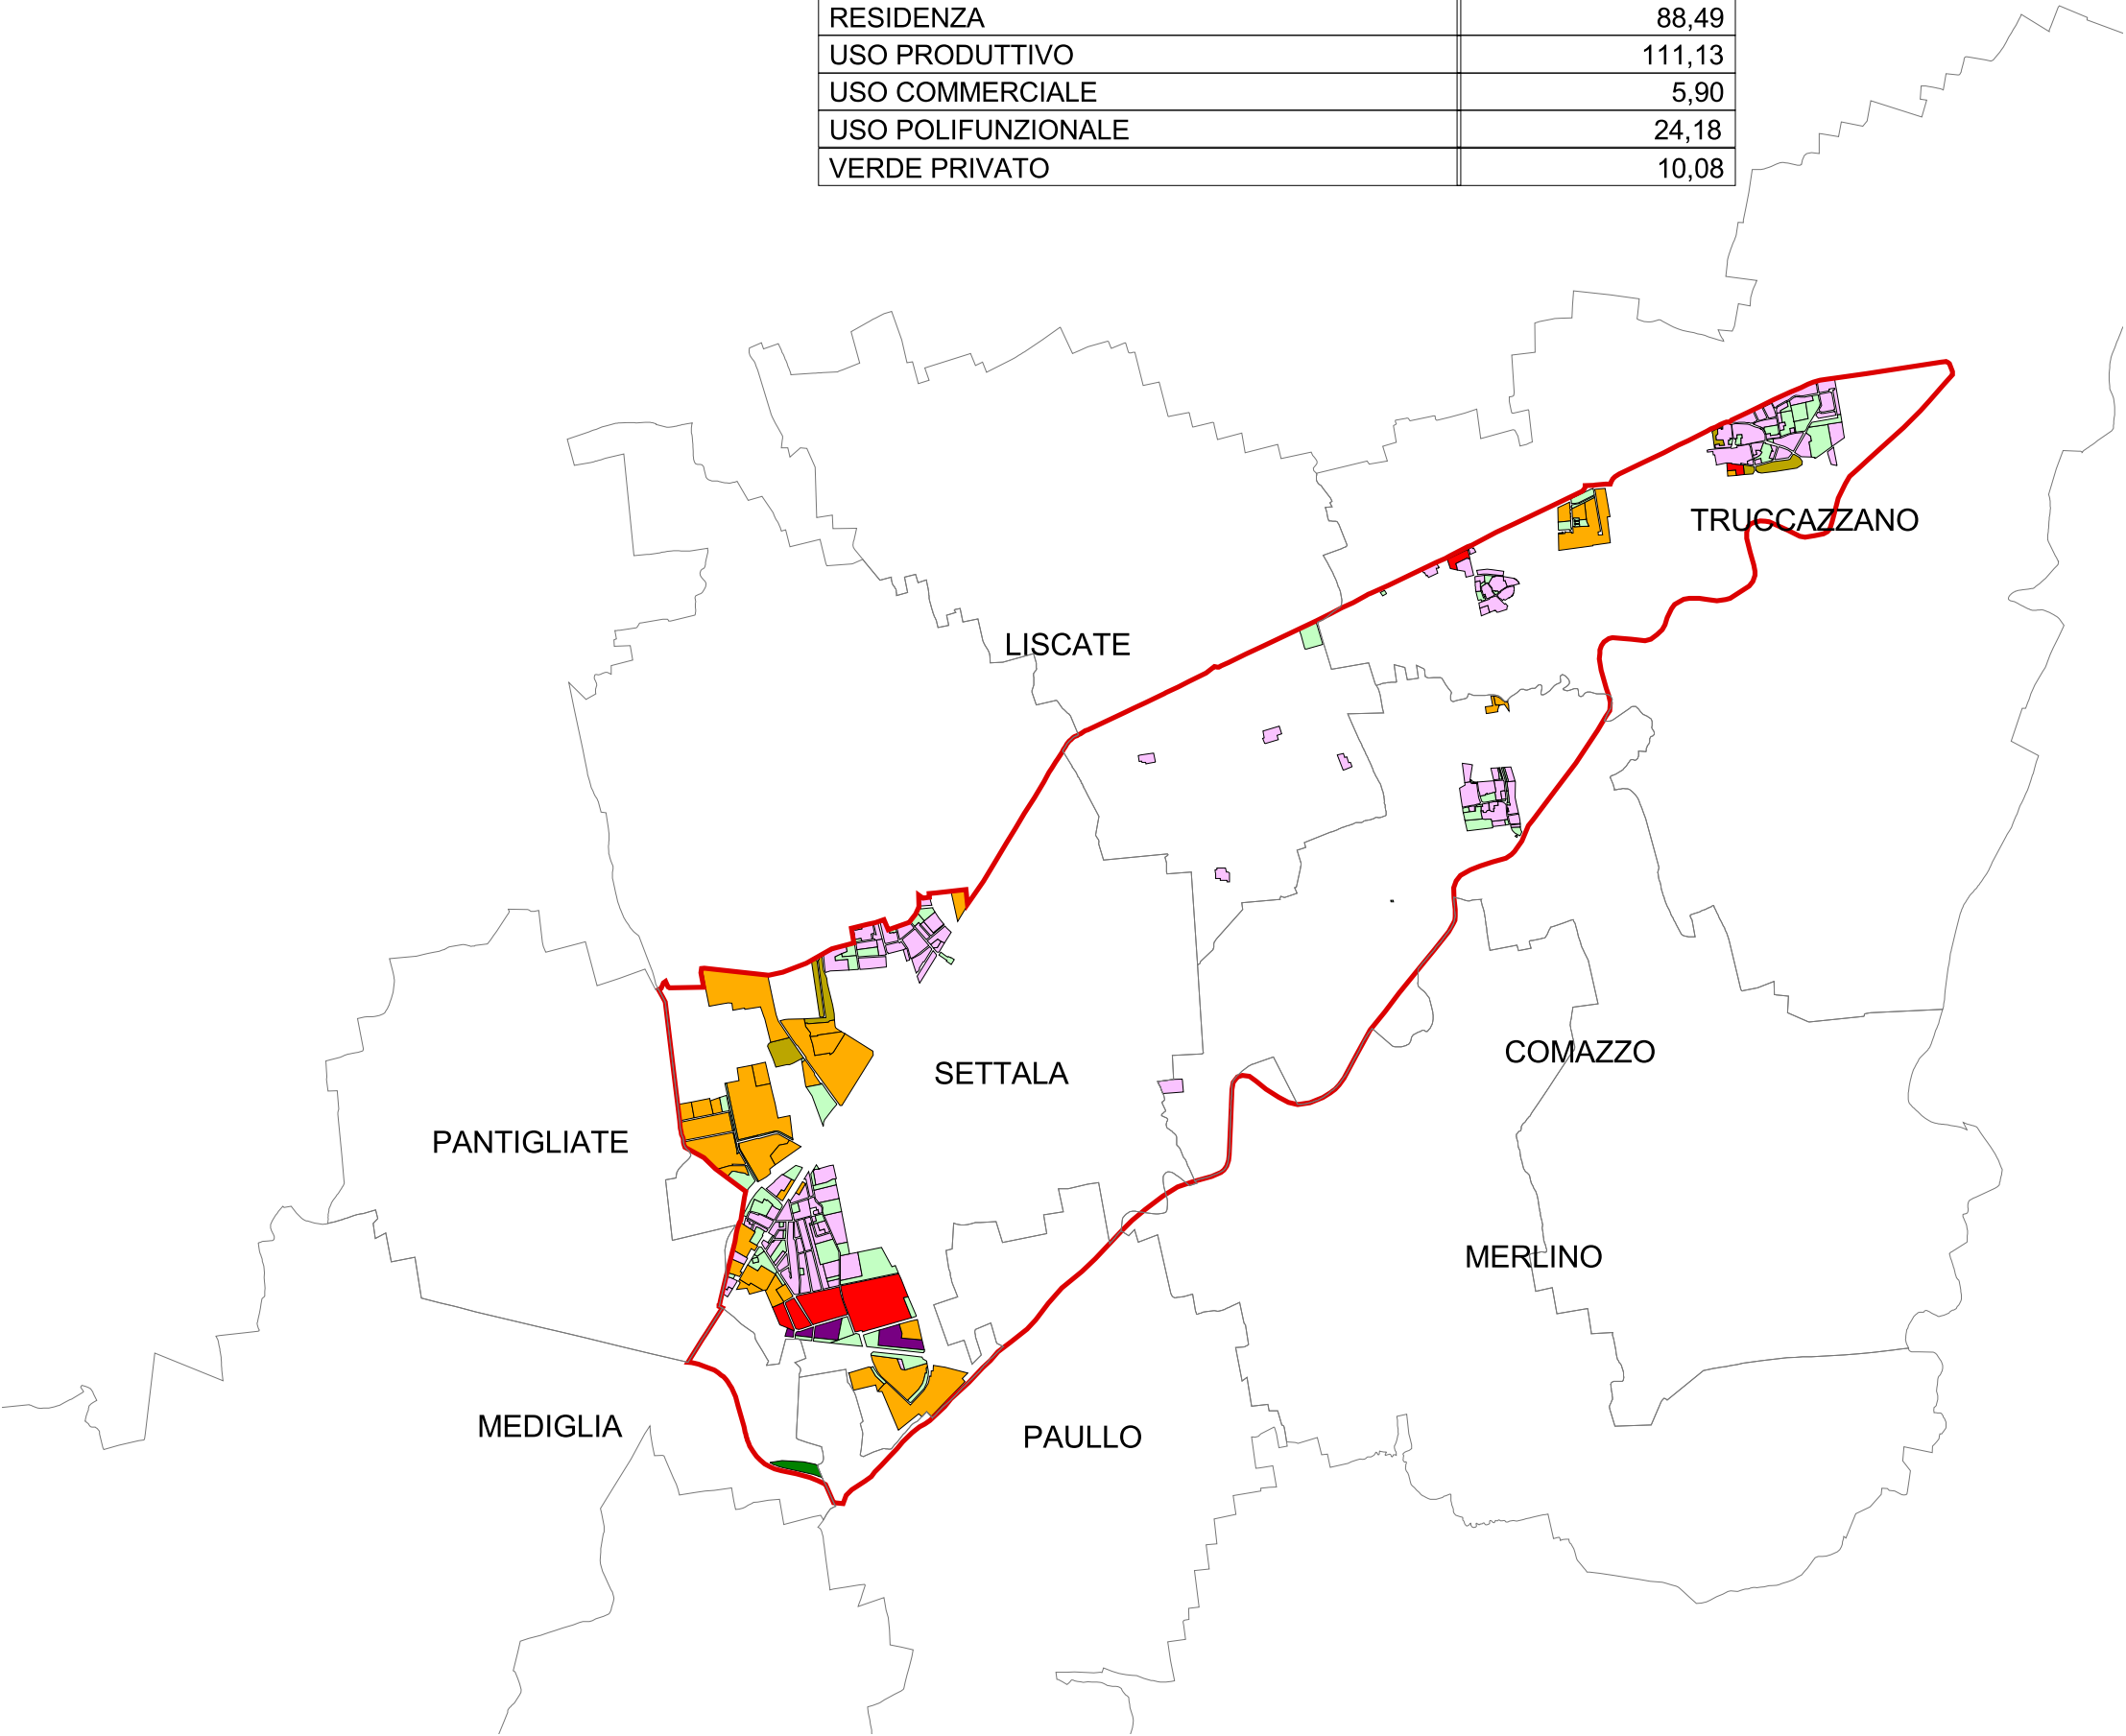 RESIDENZA 88,49
USO PRODUTTIVO 111,13
USO COMMERCIALE 5,90
USO POLIFUNZIONALE 24,18
VERDE PRIVATO 10,08
TRUCCAZZANO
LISCATE
COMAZZO
SETTALA
PANTIGLIATE
MERLINO
MEDIGLIA
PAULLO